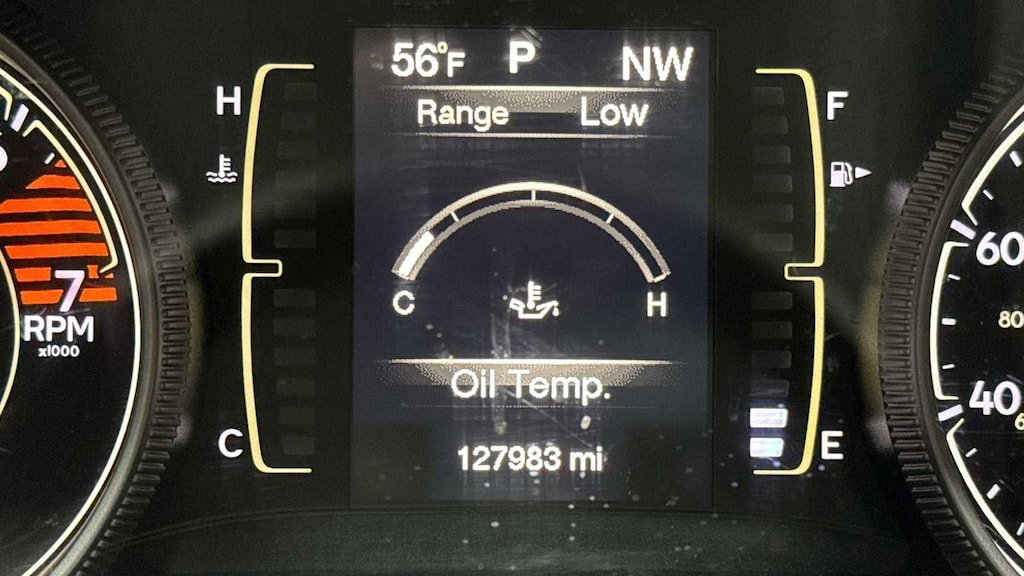 56°F P NW
Range Low
H
F
C H
Oil Temp.
C
E
127983 mi
7
RPM
x1000
60
80
40